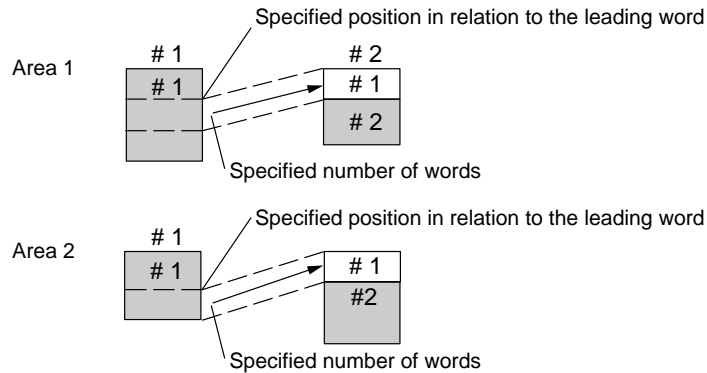 Specified position in relation to the leading word
Area 1
# 1
# 2
# 1
# 1
# 2
Specified number of words
Specified position in relation to the leading word
Area 2
# 1
# 1
# 1
#2
Specified number of words